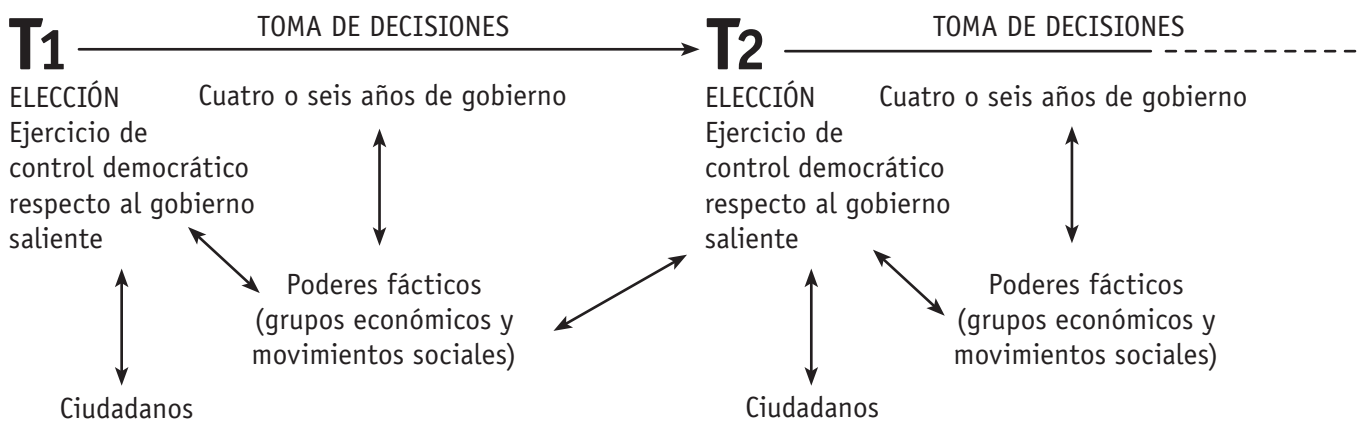 T1
TOMA DE DECISIONES
ELECCIÓN
Ejercicio de
control democrático
respecto al gobierno
saliente
Cuatro o seis años de gobierno
Poderes fácticos
(grupos económicos y
movimientos sociales)
Ciudadanos
T2
TOMA DE DECISIONES
ELECCIÓN
Ejercicio de
control democrático
respecto al gobierno
saliente
Cuatro o seis años de gobierno
Poderes fácticos
(grupos económicos y
movimientos sociales)
Ciudadanos